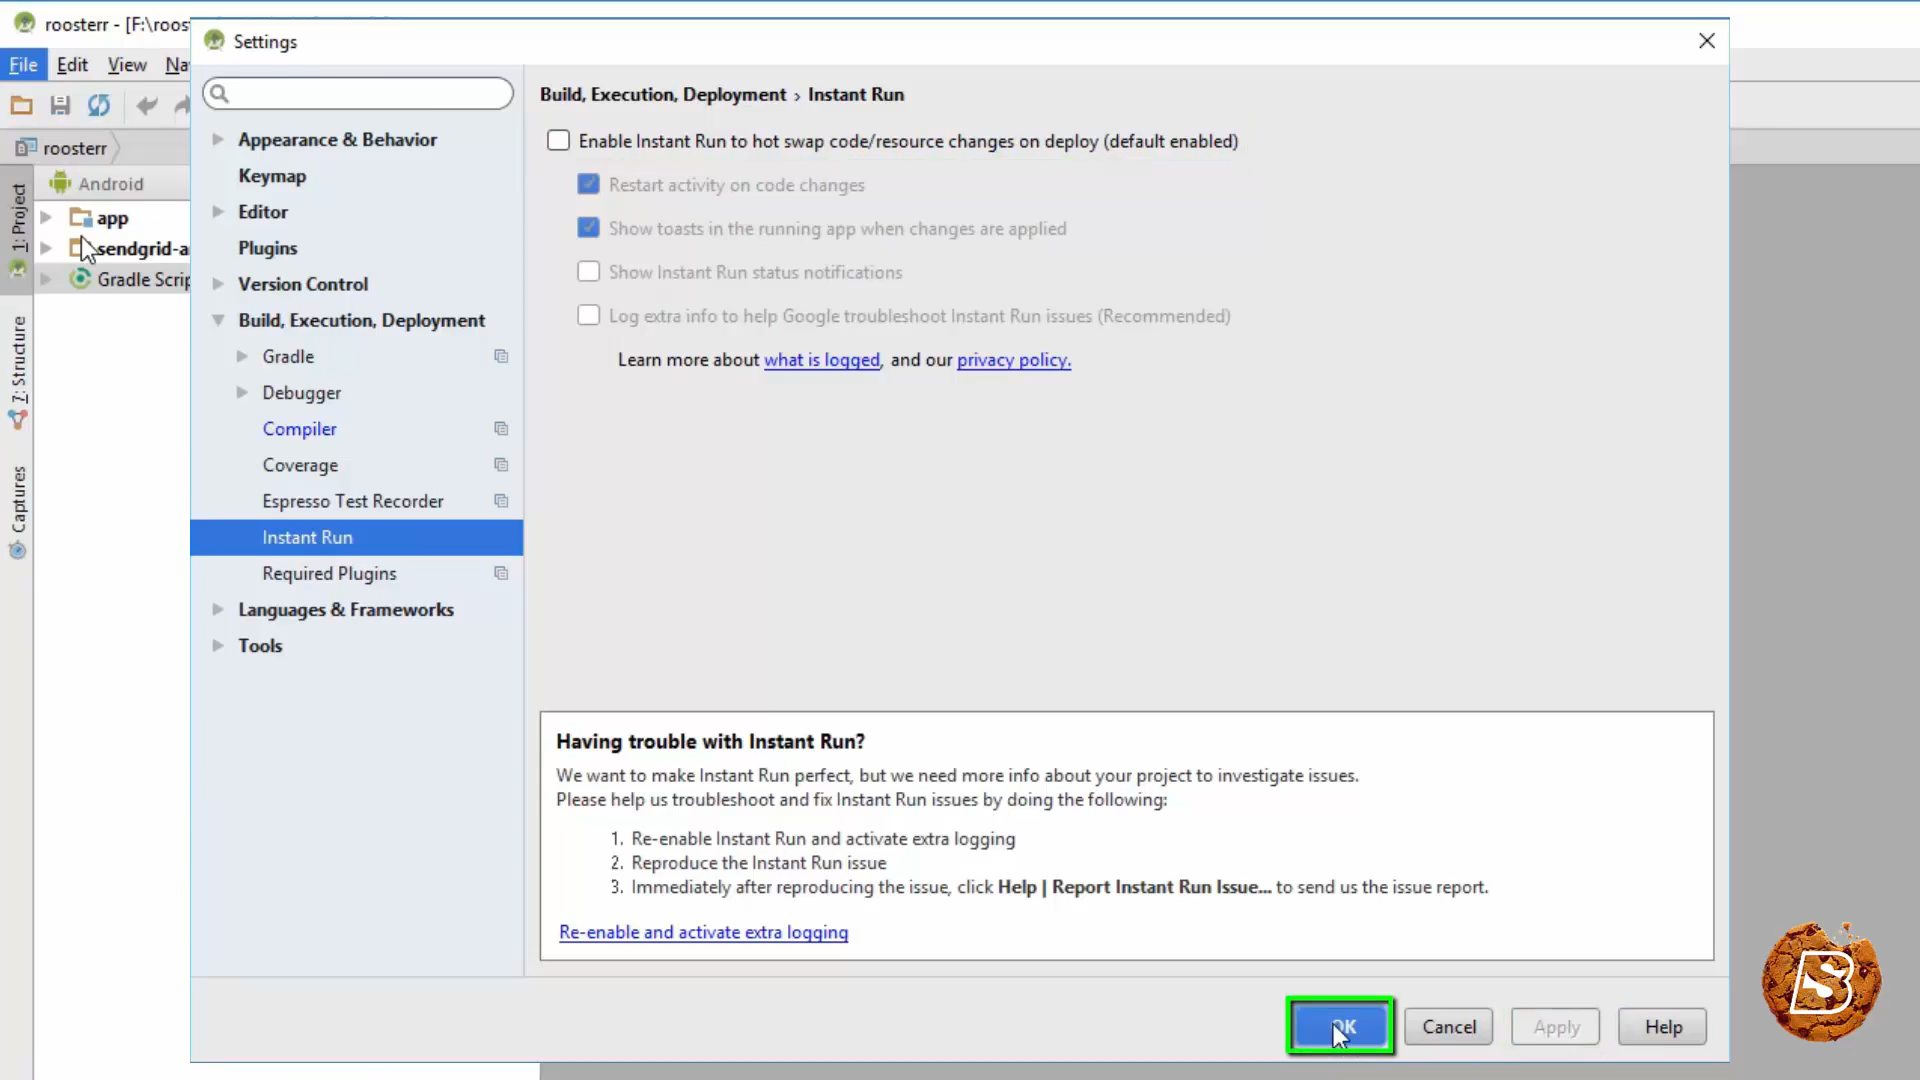 roosterr - [F:\roos
Settings
File Edit View Na
roosterr
Android
app
sendgrid-a
Gradle Scrip
1: Project
7: Structure
Captures
Appearance & Behavior
Keymap
Editor
Plugins
Version Control
Build, Execution, Deployment
Gradle
Debugger
Compiler
Coverage
Espresso Test Recorder
Instant Run
Required Plugins
Languages & Frameworks
Tools
Build, Execution, Deployment › Instant Run
Enable Instant Run to hot swap code/resource changes on deploy (default enabled)
Restart activity on code changes
Show toasts in the running app when changes are applied
Show Instant Run status notifications
Log extra info to help Google troubleshoot Instant Run issues (Recommended)
Learn more about what is logged, and our privacy policy.
Having trouble with Instant Run?
We want to make Instant Run perfect, but we need more info about your project to investigate issues.
Please help us troubleshoot and fix Instant Run issues by doing the following:
1. Re-enable Instant Run and activate extra logging
2. Reproduce the Instant Run issue
3. Immediately after reproducing the issue, click Help | Report Instant Run Issue... to send us the issue report.
Re-enable and activate extra logging
OK Cancel Apply Help